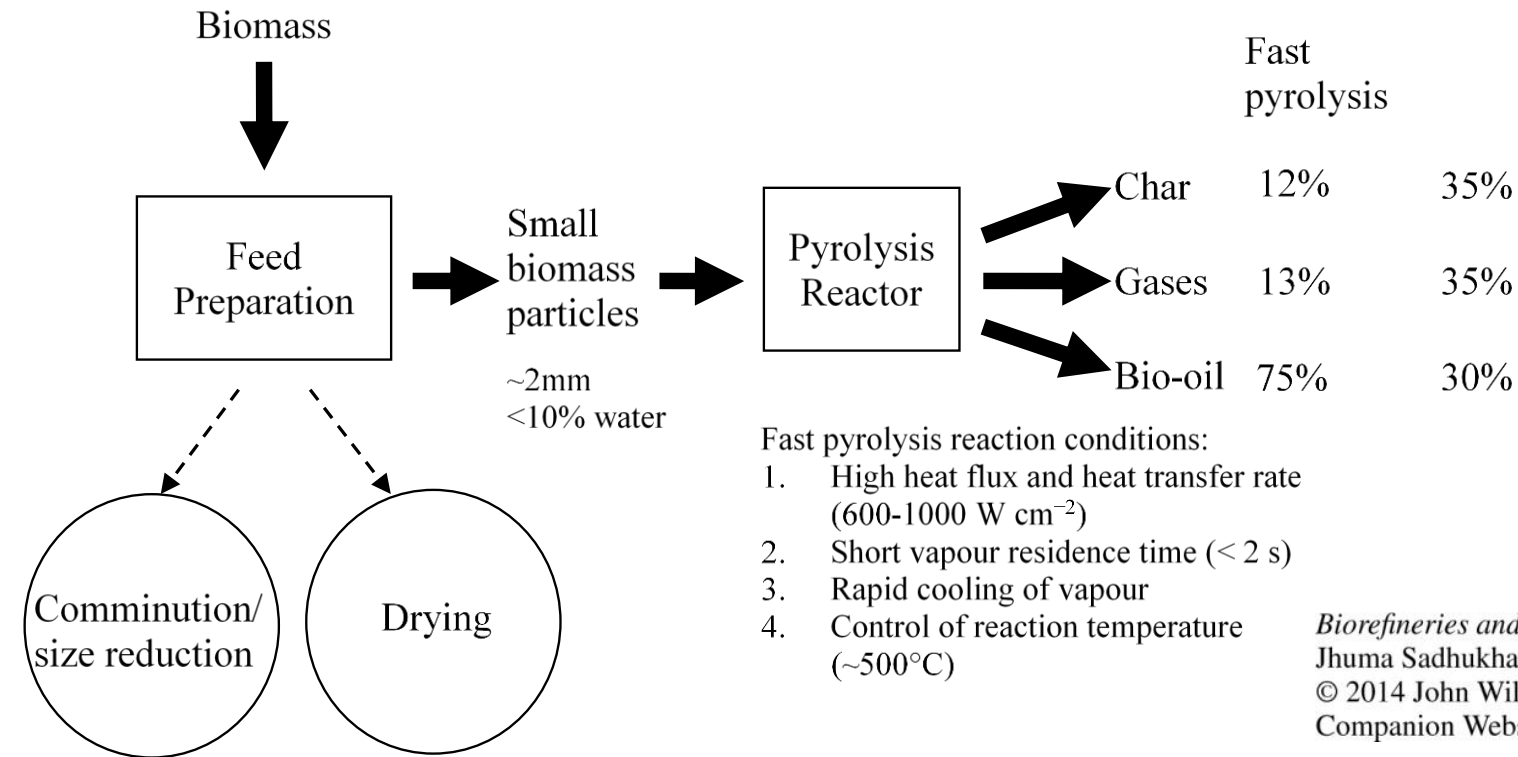 Biomass
Feed
Preparation
Small
biomass
particles
~2mm
<10% water
Pyrolysis
Reactor
Fast
pyrolysis
Char 12% 35%
Gases 13% 35%
Bio-oil 75% 30%
Comminution/
size reduction
Drying
Fast pyrolysis reaction conditions:
1. High heat flux and heat transfer rate
(600-1000 W cm⁻²)
2. Short vapour residence time (< 2 s)
3. Rapid cooling of vapour
4. Control of reaction temperature
(~500°C)
Biorefineries and
Jhuma
© 2014 John
Companion